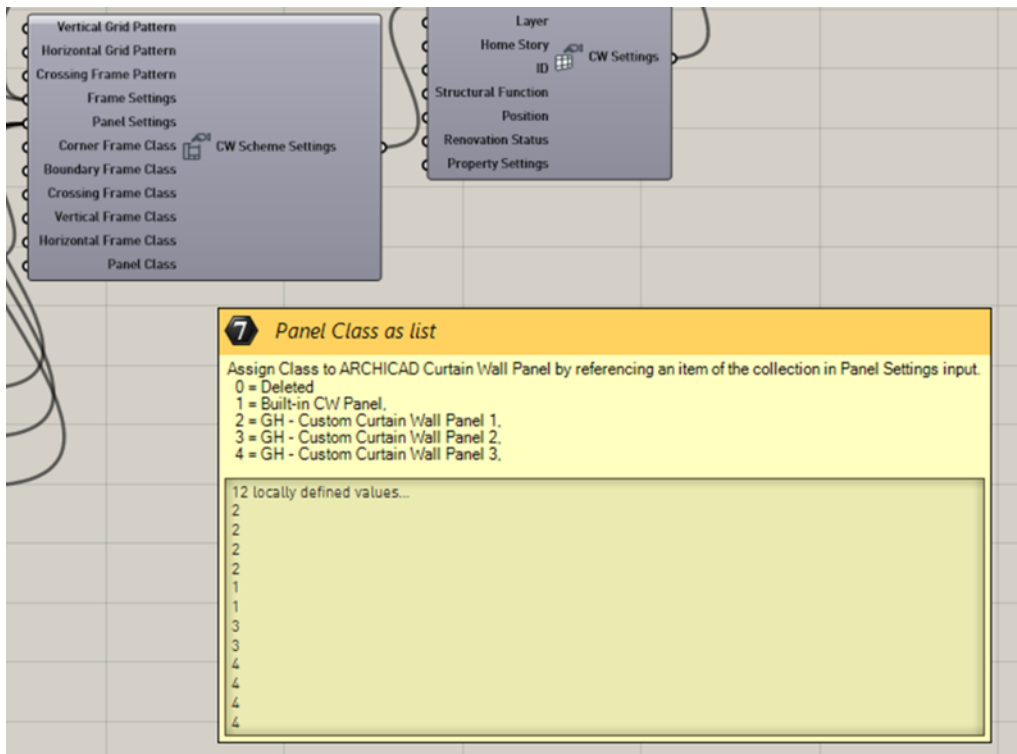 Vertical Grid Pattern
Horizontal Grid Pattern
Crossing Frame Pattern
Frame Settings
Panel Settings
Corner Frame Class
CW Scheme Settings
Boundary Frame Class
Crossing Frame Class
Vertical Frame Class
Horizontal Frame Class
Panel Class
Layer
Home Story
ID
CW Settings
Structural Function
Position
Renovation Status
Property Settings
7 Panel Class as list
Assign Class to ARCHICAD Curtain Wall Panel by referencing an item of the collection in Panel Settings input.
0 = Deleted
1 = Built-in CW Panel,
2 = GH - Custom Curtain Wall Panel 1,
3 = GH - Custom Curtain Wall Panel 2,
4 = GH - Custom Curtain Wall Panel 3,
12 locally defined values...
2
2
2
2
1
1
3
3
4
4
4
4